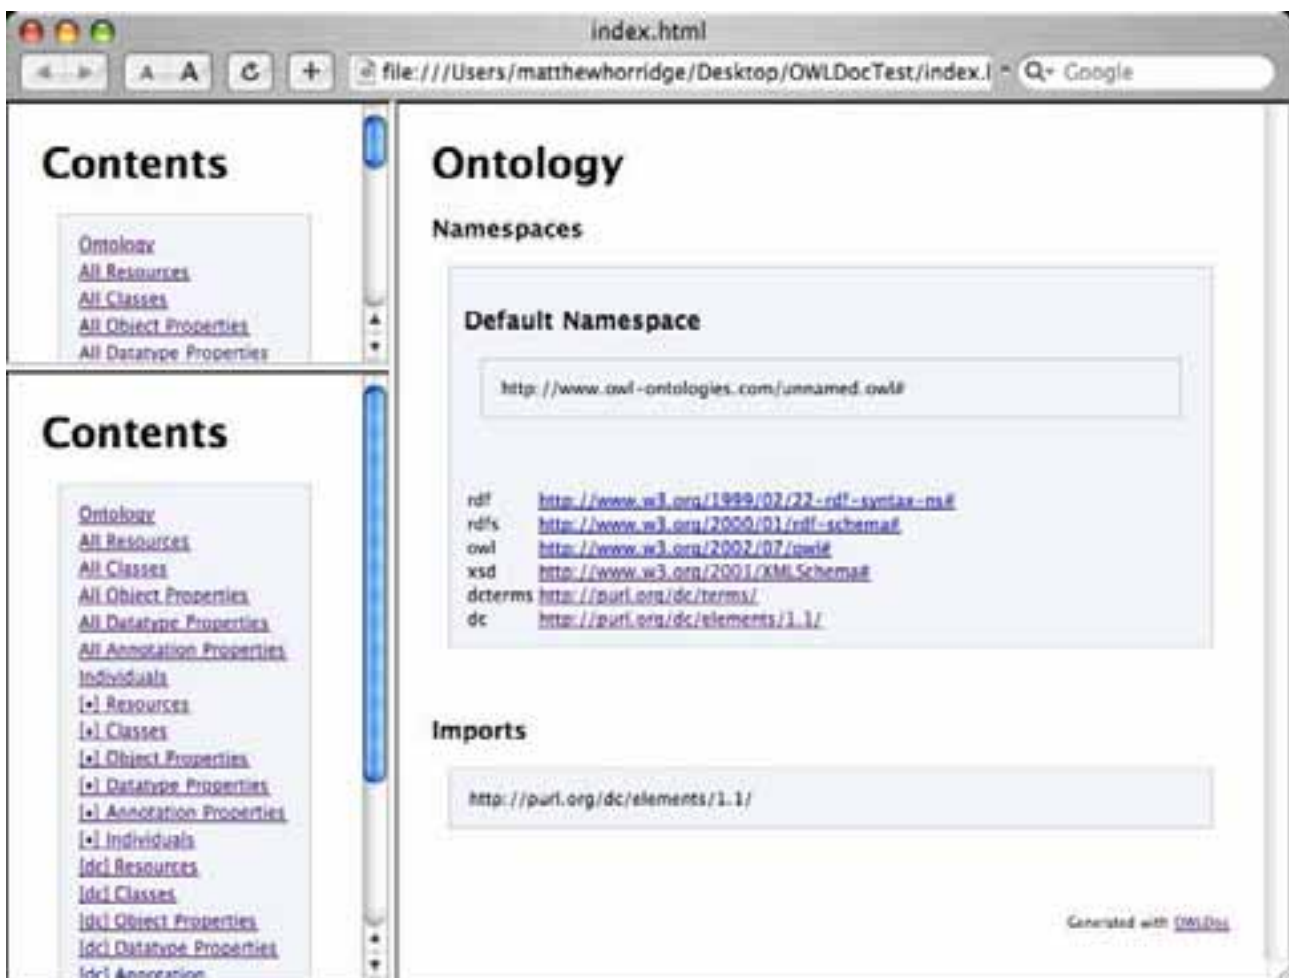 index.html
A A
file:///Users/matthewhorridge/Desktop/OWLDocTest/index.l
Google
Contents
Ontology
All Resources
All Classes
All Object Properties
All Datatype Properties
Contents
Ontology
All Resources
All Classes
All Object Properties
All Datatype Properties
All Annotation Properties
Individuals
[•] Resources
[•] Classes
[•] Object Properties
[•] Datatype Properties
[•] Annotation Properties
[•] Individuals
[dc] Resources
[dc] Classes
[dc] Object Properties
[dc] Datatype Properties
[dc] Annotation
Ontology
Namespaces
Default Namespace
http://www.owl-ontologies.com/unnamed.owl#
rdf http://www.w3.org/1999/02/22-rdf-syntax-ns#
rdfs http://www.w3.org/2000/01/rdf-schema#
owl http://www.w3.org/2002/07/owl#
xsd http://www.w3.org/2001/XMLSchema#
dcterms http://purl.org/dc/terms/
dc http://purl.org/dc/elements/1.1/
Imports
http://purl.org/dc/elements/1.1/
Generated with OWLDoc